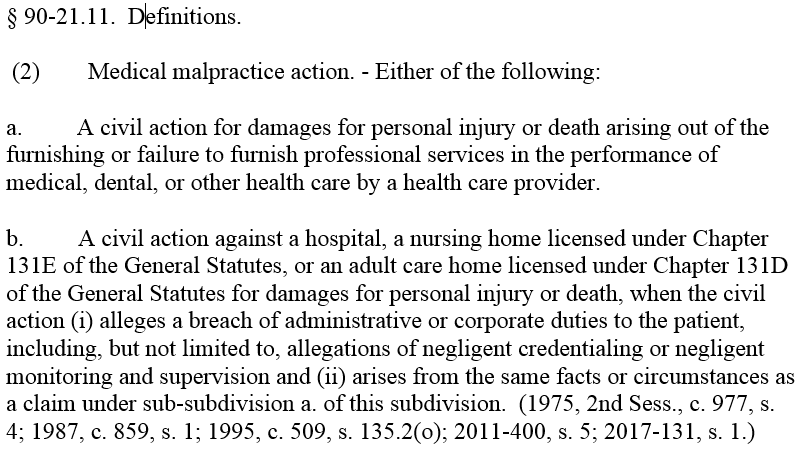 § 90-21.11.  Definitions.
(2)	Medical malpractice action. - Either of the following:
a.	A civil action for damages for personal injury or death arising out of the
furnishing or failure to furnish professional services in the performance of
medical, dental, or other health care by a health care provider.
b.	A civil action against a hospital, a nursing home licensed under Chapter
131E of the General Statutes, or an adult care home licensed under Chapter 131D
of the General Statutes for damages for personal injury or death, when the civil
action (i) alleges a breach of administrative or corporate duties to the patient,
including, but not limited to, allegations of negligent credentialing or negligent
monitoring and supervision and (ii) arises from the same facts or circumstances as
a claim under sub-subdivision a. of this subdivision.  (1975, 2nd Sess., c. 977, s.
4; 1987, c. 859, s. 1; 1995, c. 509, s. 135.2(o); 2011-400, s. 5; 2017-131, s. 1.)